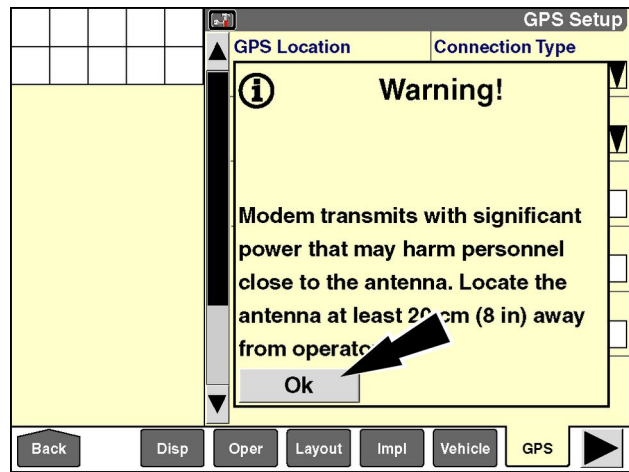 GPS Setup
GPS Location
Connection Type
Warning!
Modem transmits with significant
power that may harm personnel
close to the antenna. Locate the
antenna at least 20 cm (8 in) away
from operator
Ok
Back
Disp
Oper
Layout
Impl
Vehicle
GPS